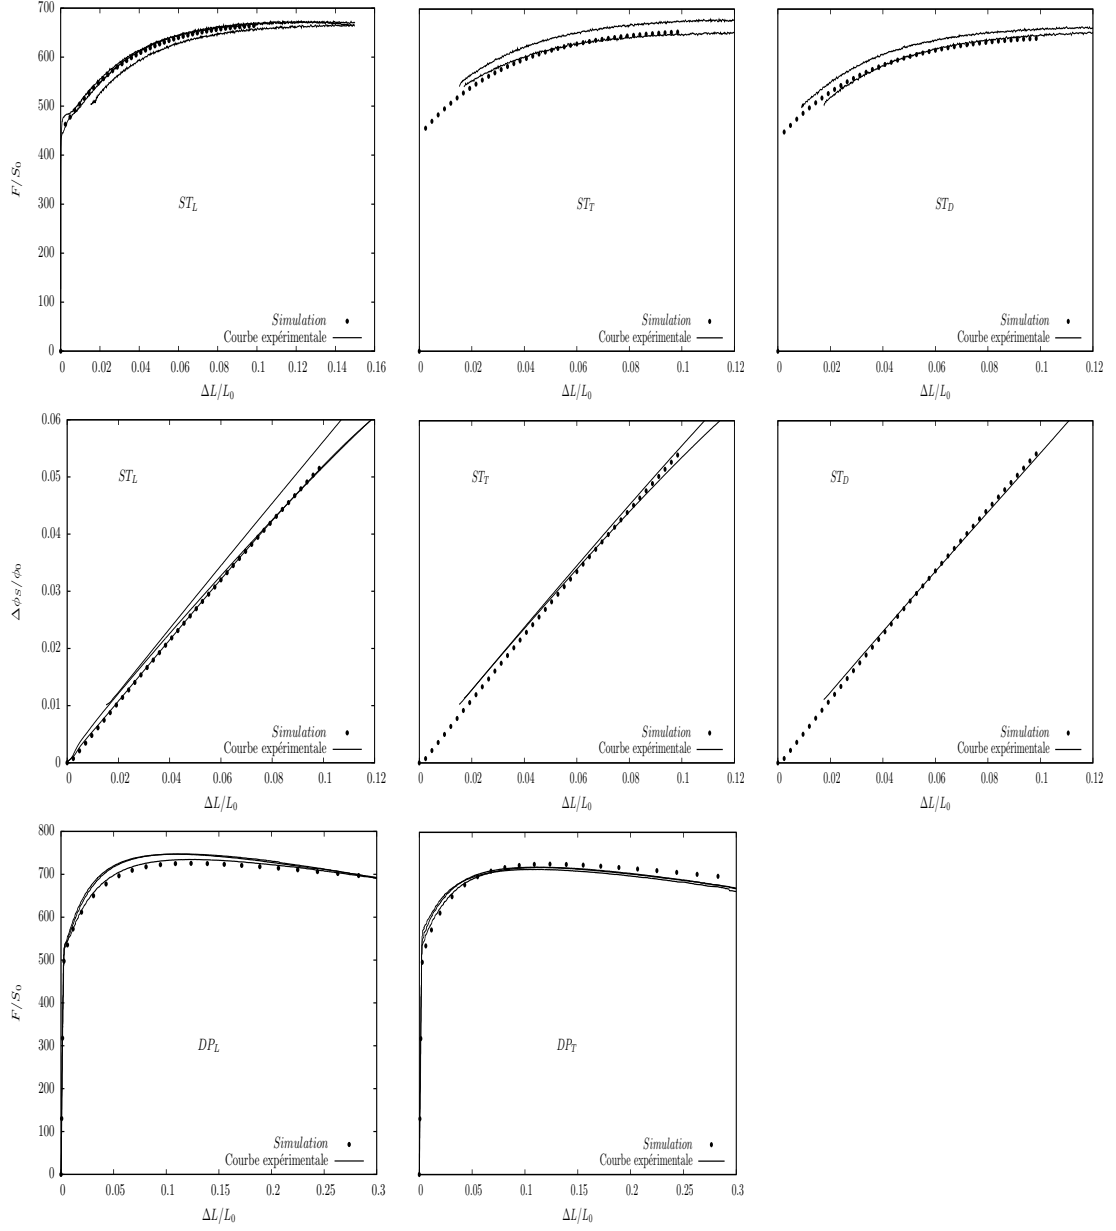 700
600
500
400
300
200
100
0
F/S₀
ST_L
Simulation
Courbe expérimentale
0 0.02 0.04 0.06 0.08 0.1 0.12 0.14 0.16
ΔL/L₀
ST_T
Simulation
Courbe expérimentale
0 0.02 0.04 0.06 0.08 0.1 0.12
ΔL/L₀
ST_D
Simulation
Courbe expérimentale
0 0.02 0.04 0.06 0.08 0.1 0.12
ΔL/L₀
0.06
0.05
0.04
0.03
0.02
0.01
0
Δϕ_S/ϕ₀
ST_L
Simulation
Courbe expérimentale
0 0.02 0.04 0.06 0.08 0.1 0.12
ΔL/L₀
ST_T
Simulation
Courbe expérimentale
0 0.02 0.04 0.06 0.08 0.1 0.12
ΔL/L₀
ST_D
Simulation
Courbe expérimentale
0 0.02 0.04 0.06 0.08 0.1 0.12
ΔL/L₀
800
700
600
500
400
300
200
100
0
F/S₀
DP_L
Simulation
Courbe expérimentale
0 0.05 0.1 0.15 0.2 0.25 0.3
ΔL/L₀
DP_T
Simulation
Courbe expérimentale
0 0.05 0.1 0.15 0.2 0.25 0.3
ΔL/L₀